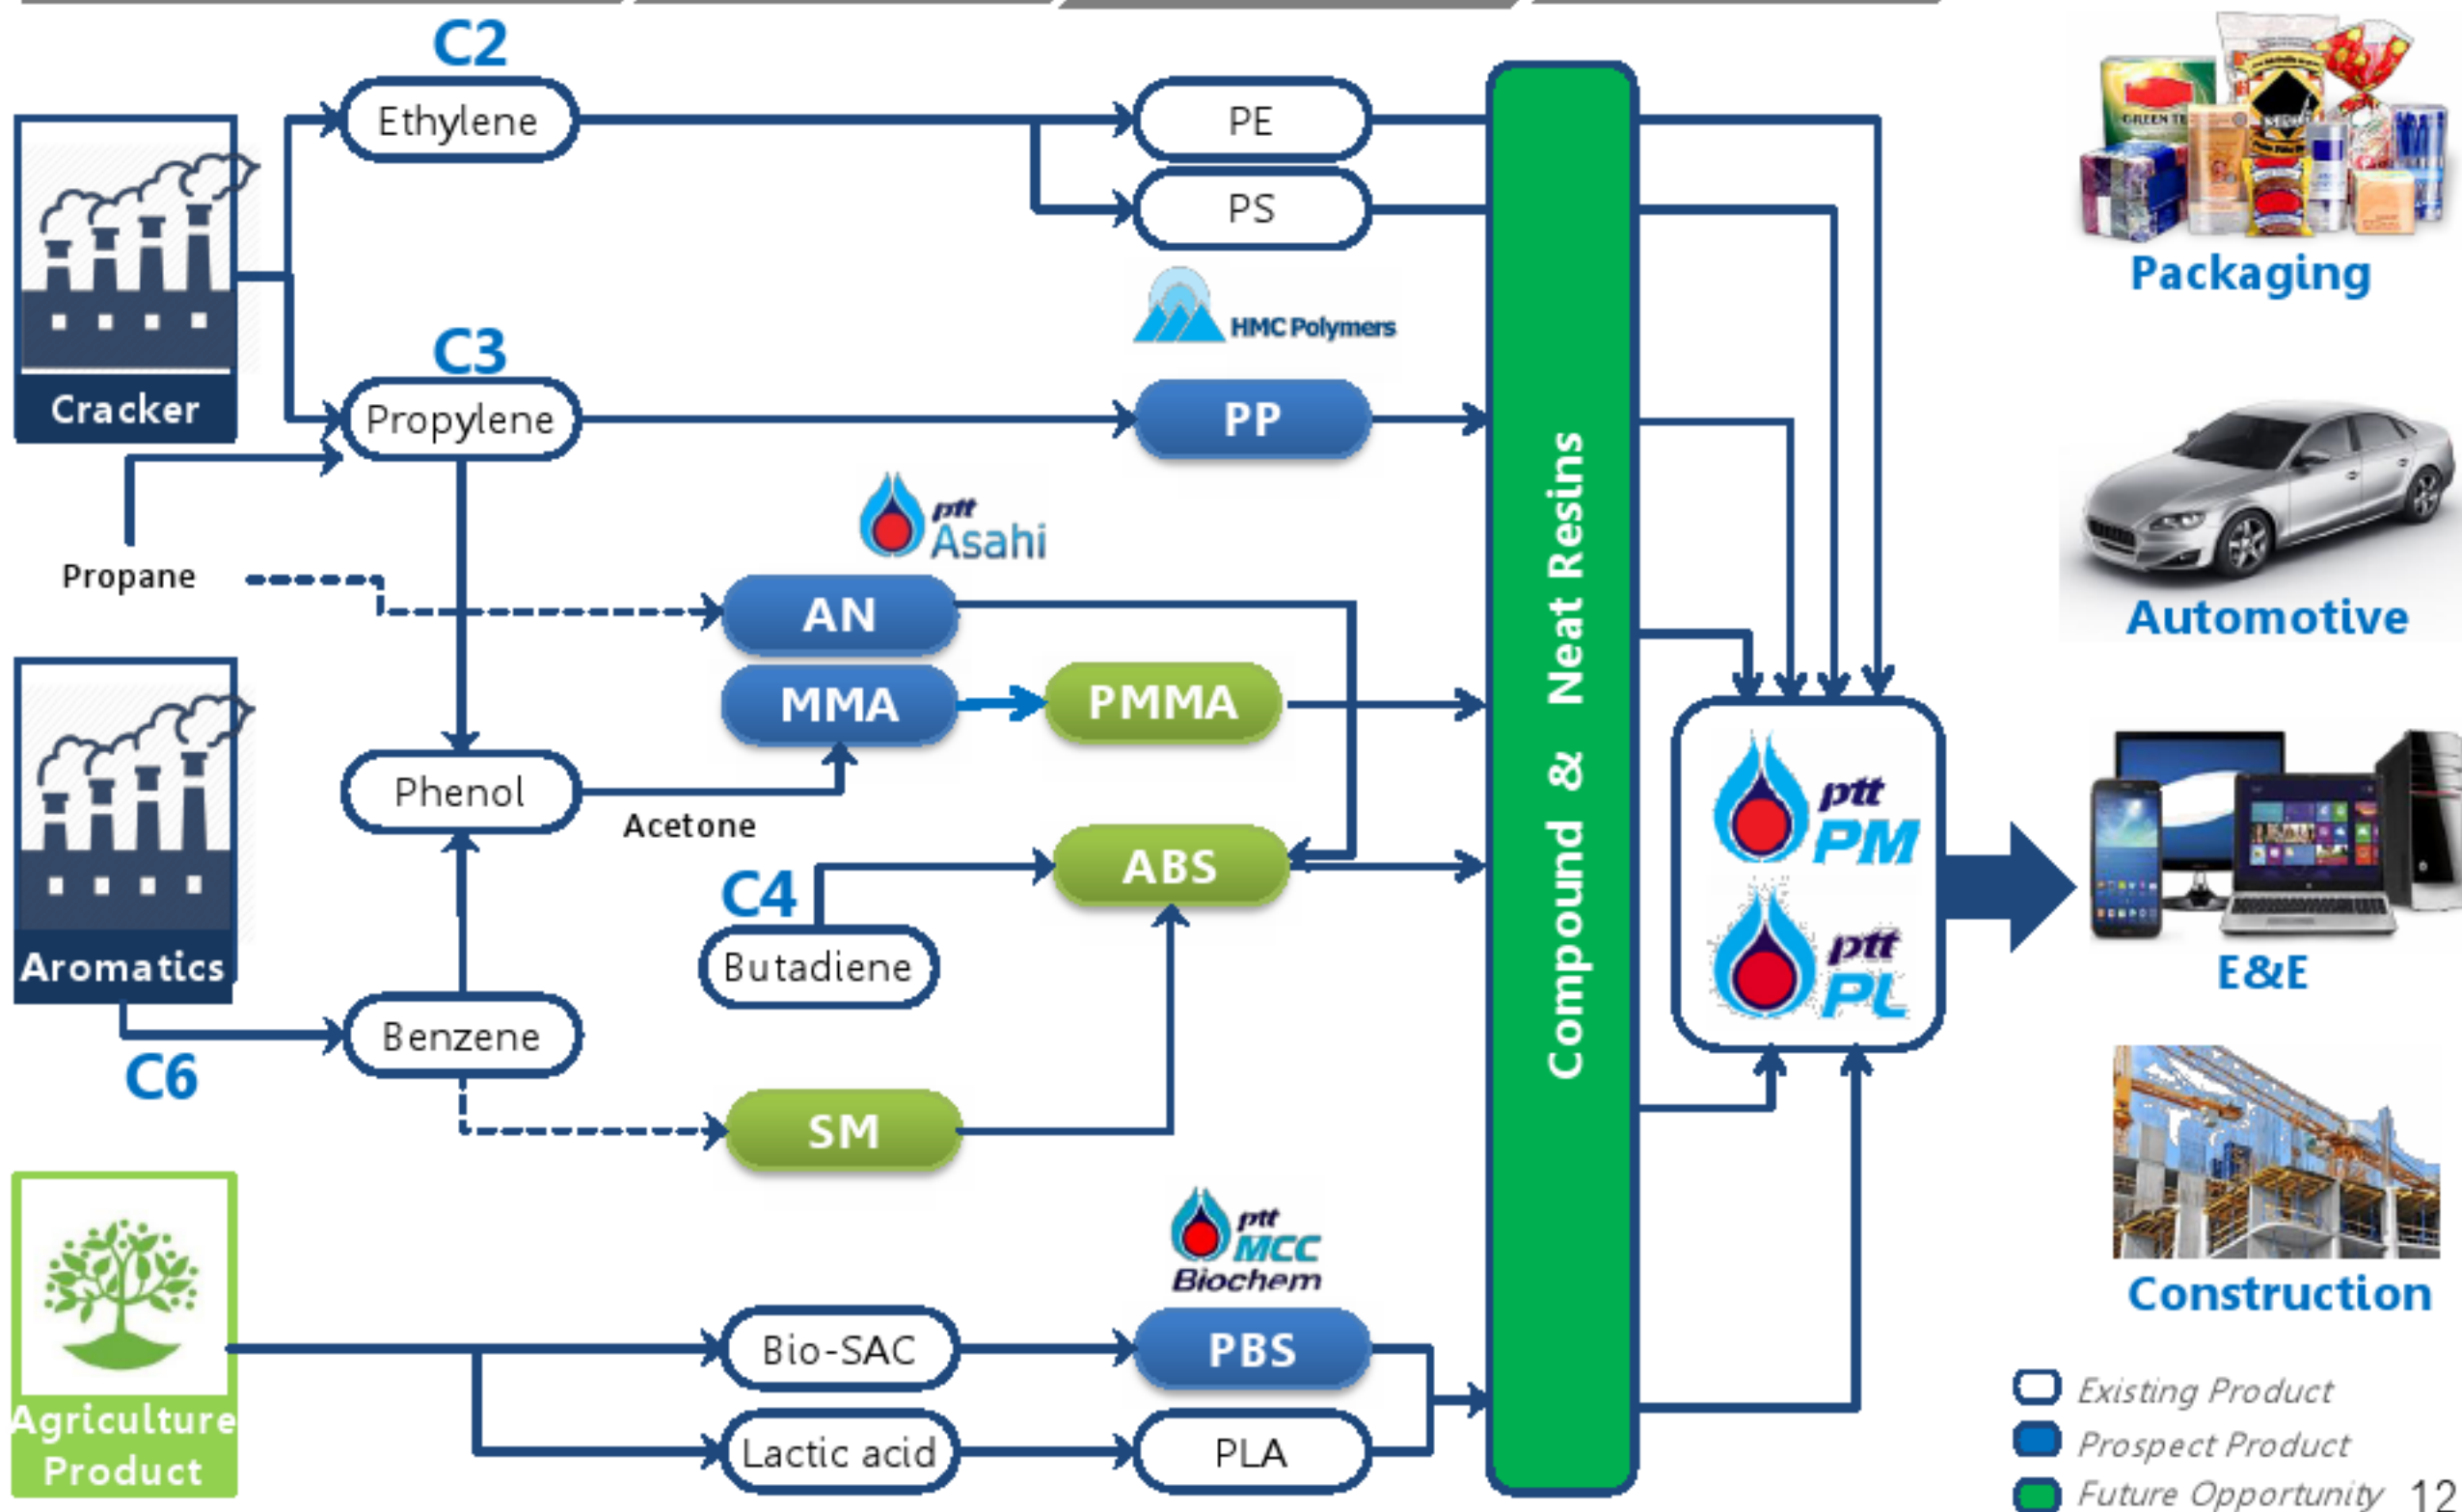 C2
Ethylene
PE
PS
HMC Polymers
Packaging
C3
Cracker
Propylene
PP
ptt
Asahi
Propane
AN
Automotive
MMA
PMMA
Phenol
Acetone
ptt
PM
C4
ABS
Butadiene
ptt
PL
E&E
Aromatics
Benzene
C6
SM
Compound & Neat Resins
ptt
MCC
Biochem
Construction
Bio-SAC
PBS
Agriculture
Product
Lactic acid
PLA
Existing Product
Prospect Product
Future Opportunity
12
GREEN TE